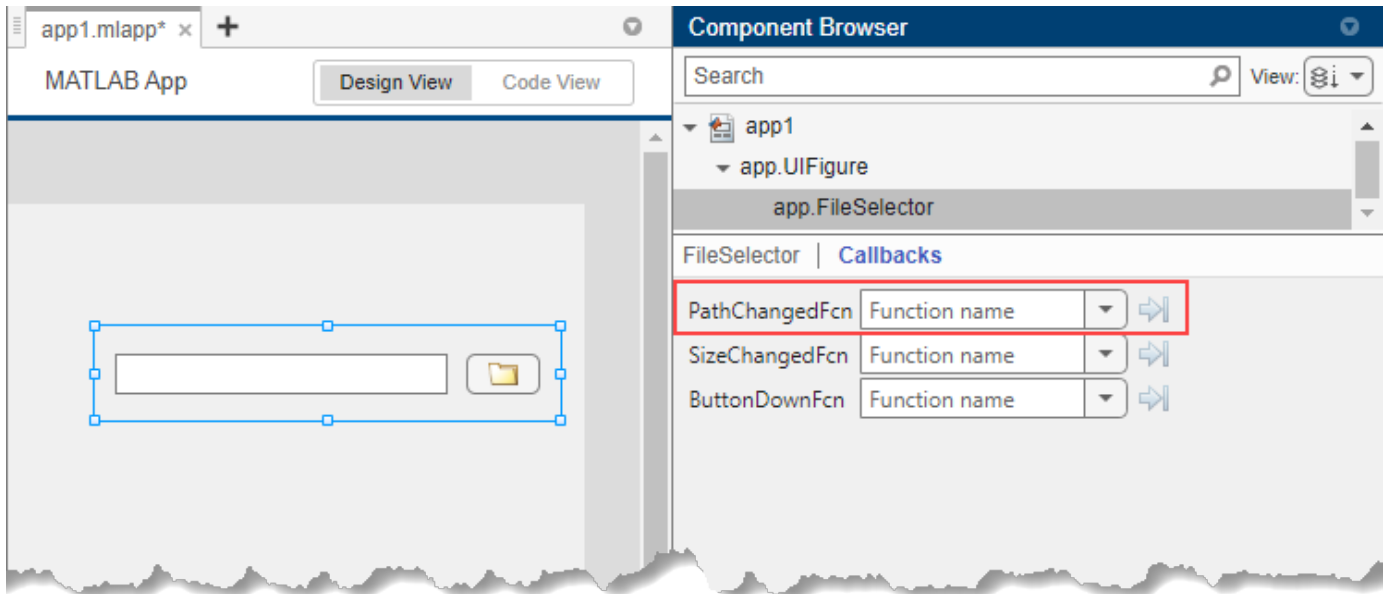 app1.mlapp* × +
MATLAB App
Design View Code View
Component Browser
Search View:
app1
app.UIFigure
app.FileSelector
FileSelector | Callbacks
PathChangedFcn Function name
SizeChangedFcn Function name
ButtonDownFcn Function name